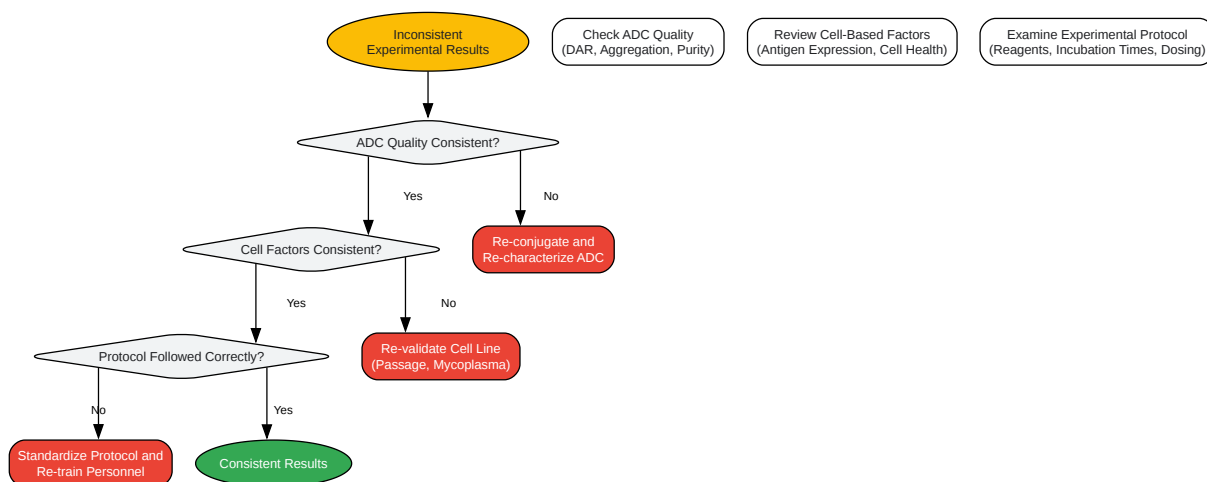 Inconsistent
Experimental Results
Check ADC Quality
(DAR, Aggregation, Purity)
Review Cell-Based Factors
(Antigen Expression, Cell Health)
Examine Experimental Protocol
(Reagents, Incubation Times, Dosing)
ADC Quality Consistent?
Yes
No
Cell Factors Consistent?
Re-conjugate and
Re-characterize ADC
Yes
No
Protocol Followed Correctly?
Re-validate Cell Line
(Passage, Mycoplasma)
No
Yes
Standardize Protocol and
Re-train Personnel
Consistent Results